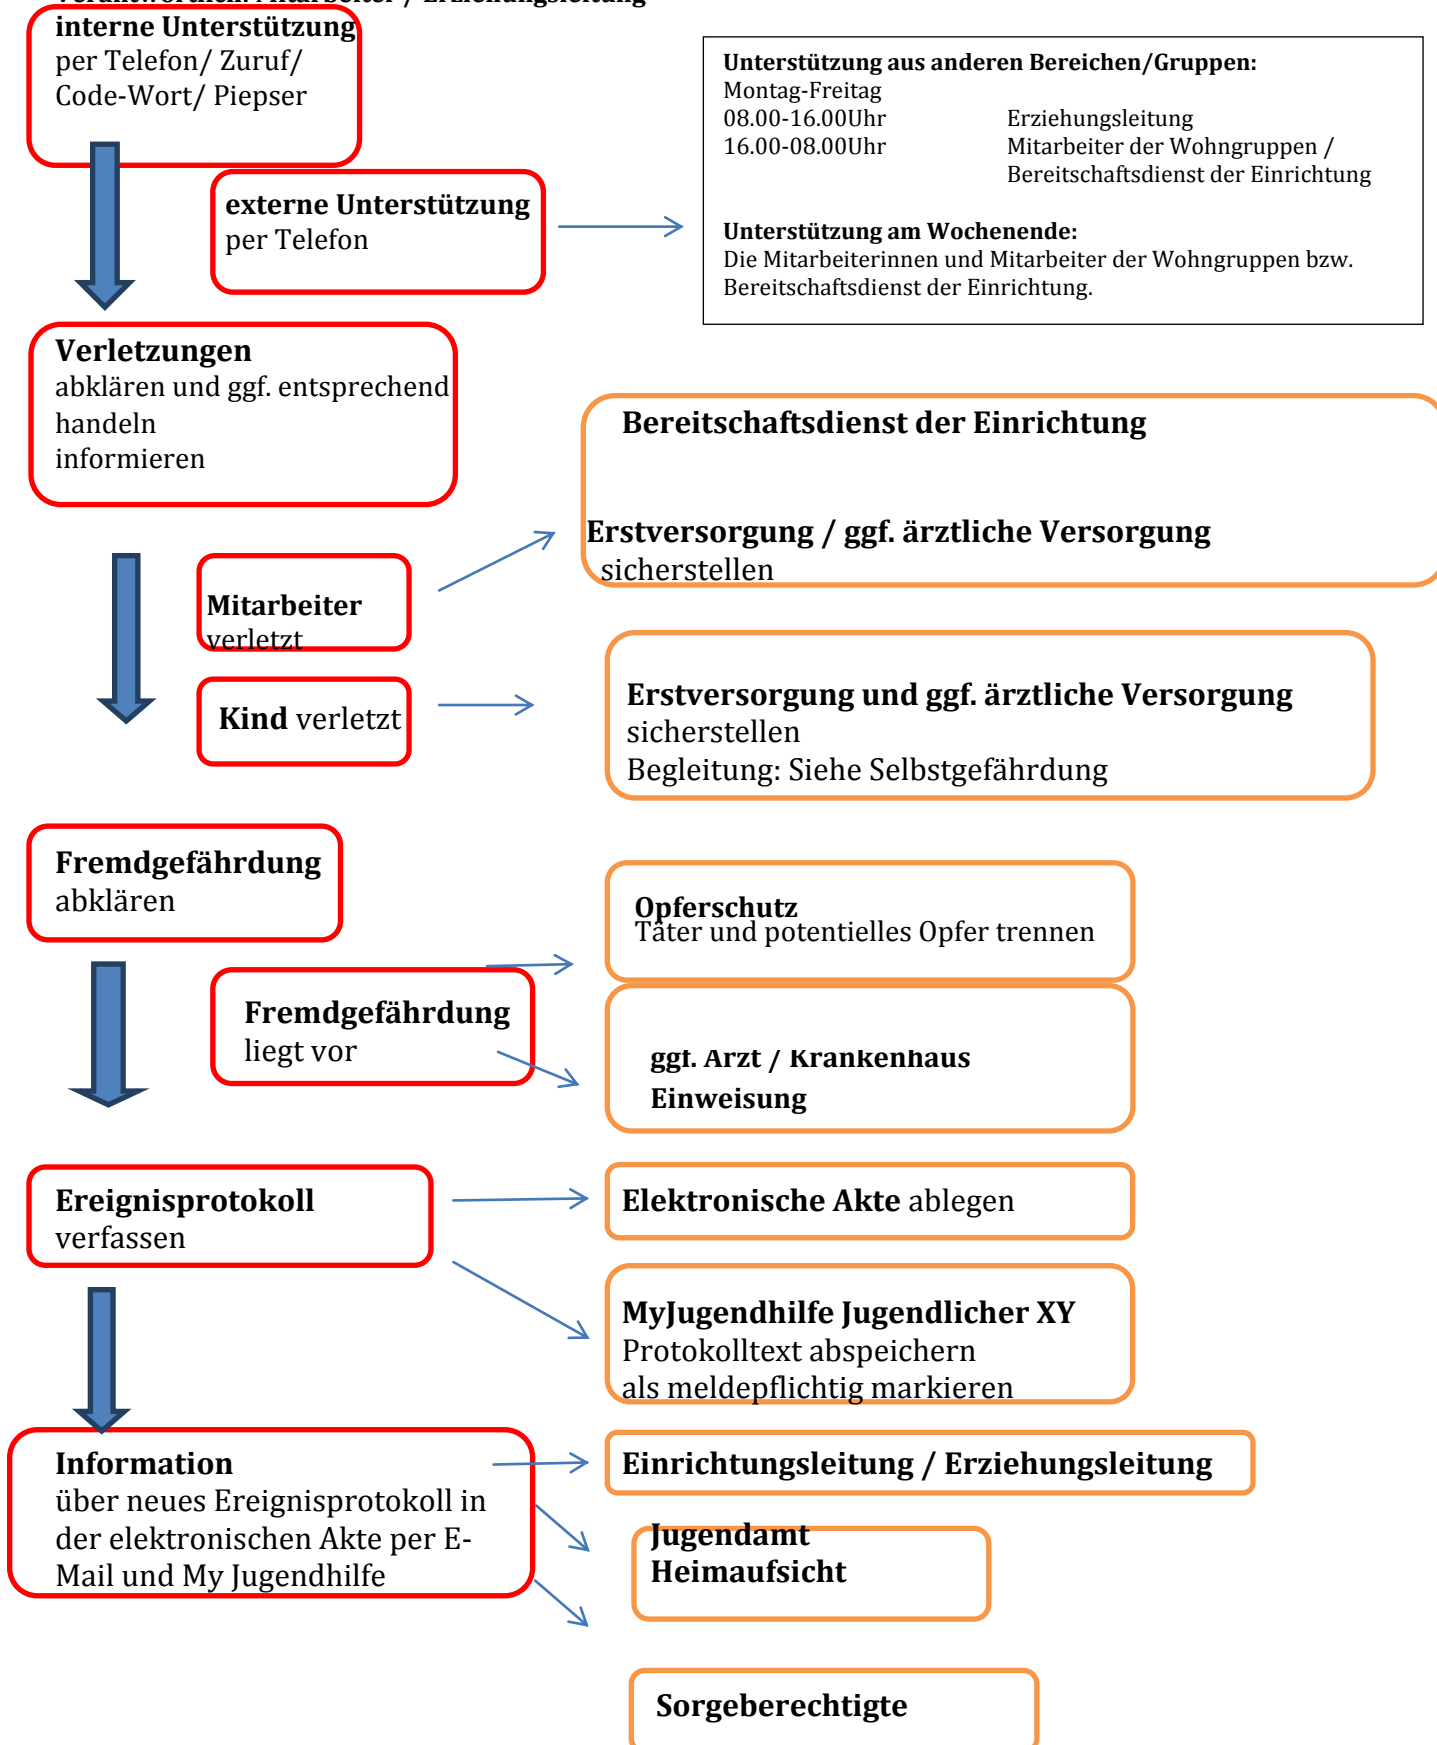 Verantwortlich: Mitarbeiter / Erziehungsleitung
interne Unterstützung
per Telefon/ Zuruf/
Code-Wort/ Piepser
Unterstützung aus anderen Bereichen/Gruppen:
Montag-Freitag
08.00-16.00Uhr Erziehungsleitung
16.00-08.00Uhr Mitarbeiter der Wohngruppen /
Bereitschaftsdienst der Einrichtung
externe Unterstützung
per Telefon
Unterstützung am Wochenende:
Die Mitarbeiterinnen und Mitarbeiter der Wohngruppen bzw.
Bereitschaftsdienst der Einrichtung.
Verletzungen
abklären und ggf. entsprechend
handeln
informieren
Bereitschaftsdienst der Einrichtung
Erstversorgung / ggf. ärztliche Versorgung
sicherstellen
Mitarbeiter
verletzt
Kind verletzt
Erstversorgung und ggf. ärztliche Versorgung
sicherstellen
Begleitung: Siehe Selbstgefährdung
Fremdgefährdung
abklären
Opferschutz
Täter und potentielles Opfer trennen
Fremdgefährdung
liegt vor
ggf. Arzt / Krankenhaus
Einweisung
Ereignisprotokoll
verfassen
Elektronische Akte ablegen
MyJugendhilfe Jugendlicher XY
Protokolltext abspeichern
als meldepflichtig markieren
Information
über neues Ereignisprotokoll in
der elektronischen Akte per E-
Mail und My Jugendhilfe
Einrichtungsleitung / Erziehungsleitung
Jugendamt
Heimaufsicht
Sorgeberechtigte